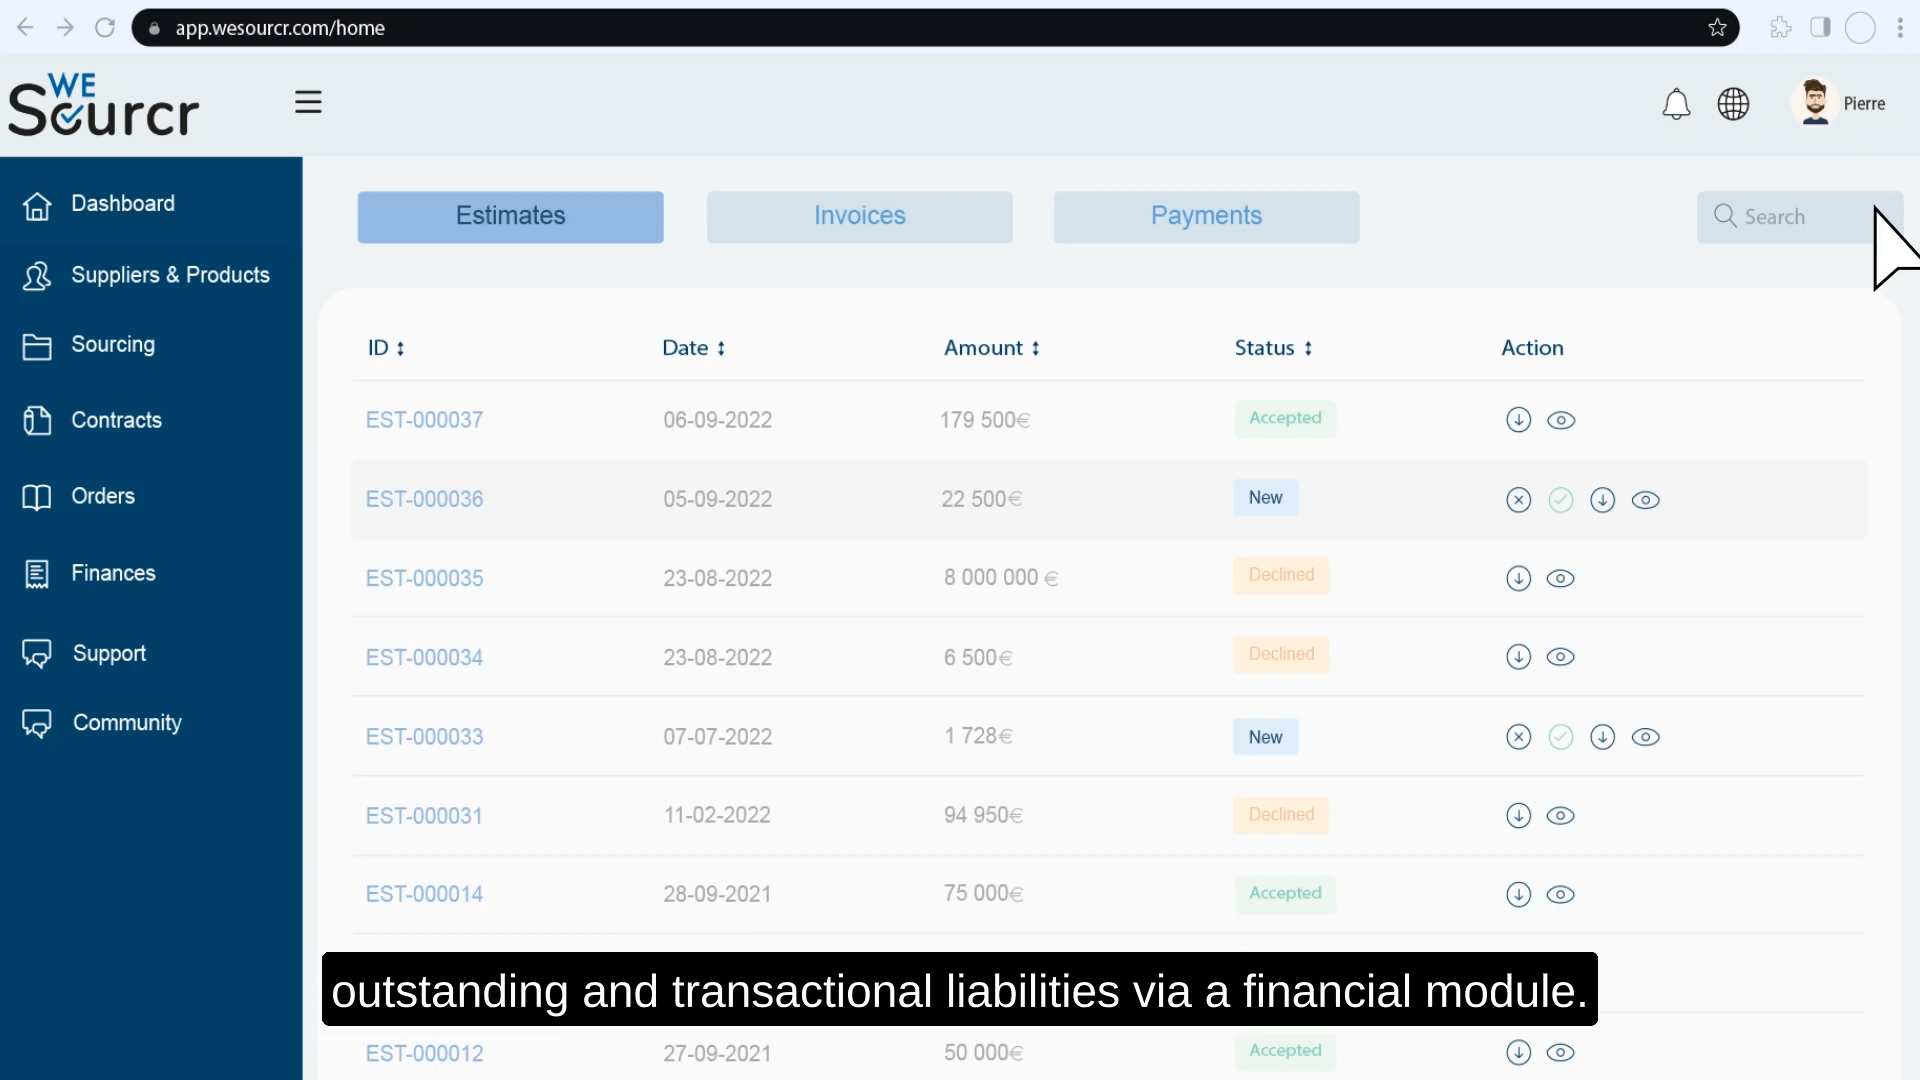 app.wesourcr.com/home
WE
Sourcr
Pierre
Dashboard
Suppliers & Products
Sourcing
Contracts
Orders
Finances
Support
Community
Estimates Invoices Payments Search
ID Date Amount Status Action
EST-000037 06-09-2022 179 500€ Accepted
EST-000036 05-09-2022 22 500€ New
EST-000035 23-08-2022 8 000 000 € Declined
EST-000034 23-08-2022 6 500€ Declined
EST-000033 07-07-2022 1 728€ New
EST-000031 11-02-2022 94 950€ Declined
EST-000014 28-09-2021 75 000€ Accepted
outstanding and transactional liabilities via a financial module.
EST-000012 27-09-2021 50 000€ Accepted